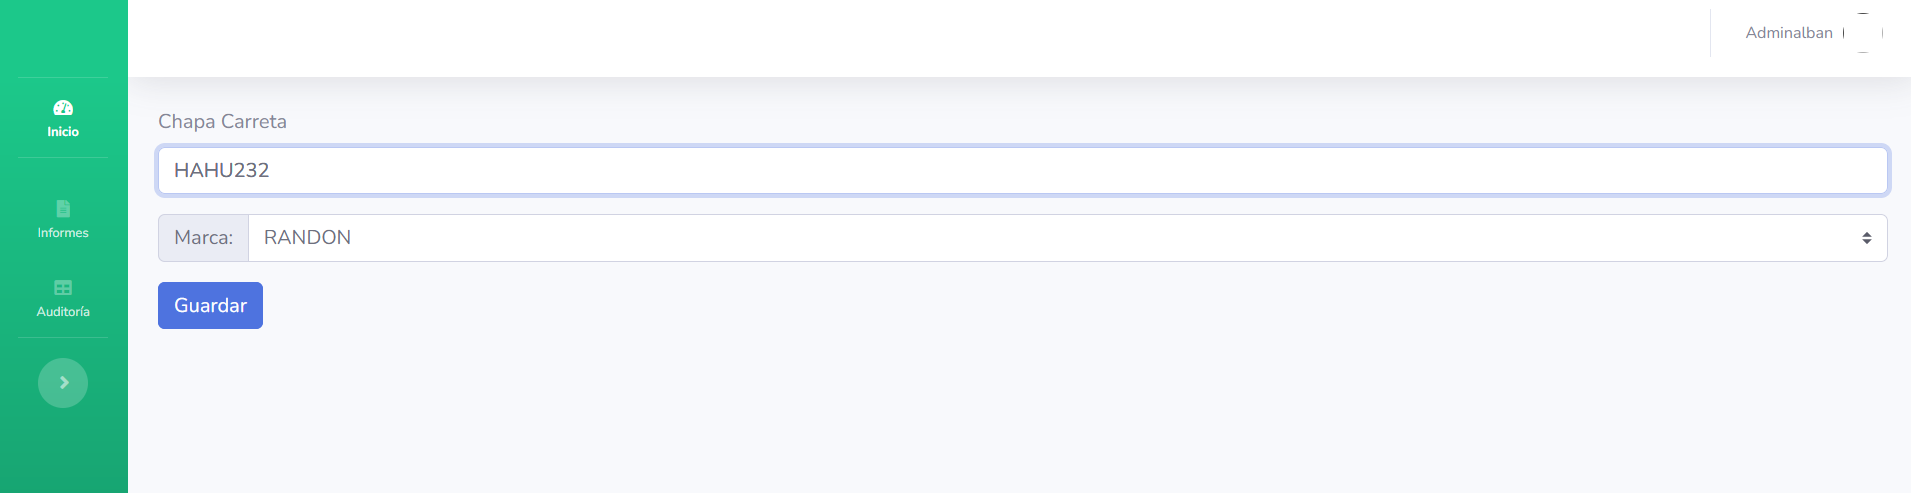 Adminalban
Inicio
Informes
Auditoría
Chapa Carreta
HAHU232
Marca: RANDON
Guardar